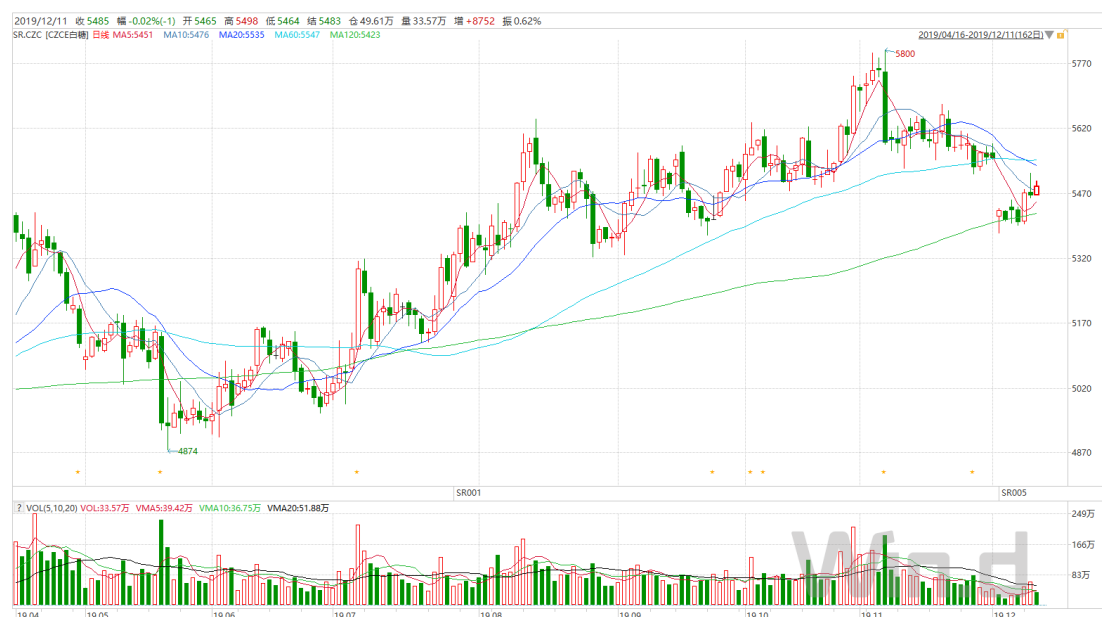 2019/12/11 收 5485 幅 -0.02%(-1) 开 5465 高 5498 低 5464 结 5483 仓 49.61万 量 33.57万 增 +8752 振 0.62%
SR.CZC [CZCE白糖] 日线 MA5:5451 MA10:5476 MA20:5535 MA60:5547 MA120:5423 2019/04/16-2019/12/11(162日)
5800
5770
5620
5470
5320
5170
5020
4874
4870
SR001 SR005
? VOL(5,10,20) VOL:33.57万 VMA5:39.42万 VMA10:36.75万 VMA20:51.88万
249万
166万
83万
Wind
19.04 19.05 19.06 19.07 19.08 19.09 19.10 19.11 19.12